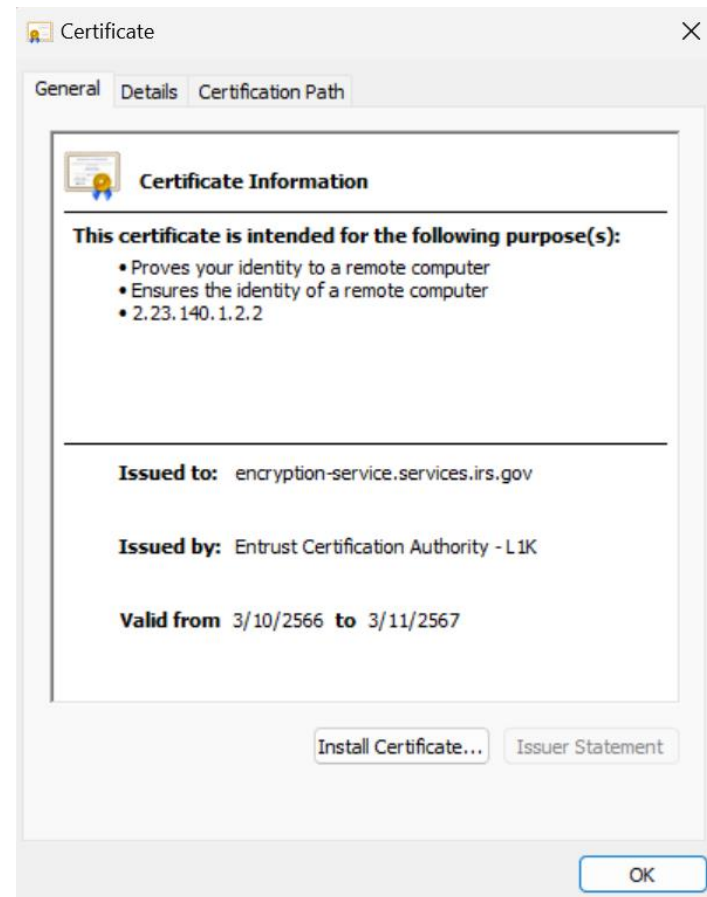 Certificate
General Details Certification Path
Certificate Information
This certificate is intended for the following purpose(s):
• Proves your identity to a remote computer
• Ensures the identity of a remote computer
• 2.23.140.1.2.2
Issued to: encryption-service.services.irs.gov
Issued by: Entrust Certification Authority - L1K
Valid from 3/10/2566 to 3/11/2567
Install Certificate... Issuer Statement
OK